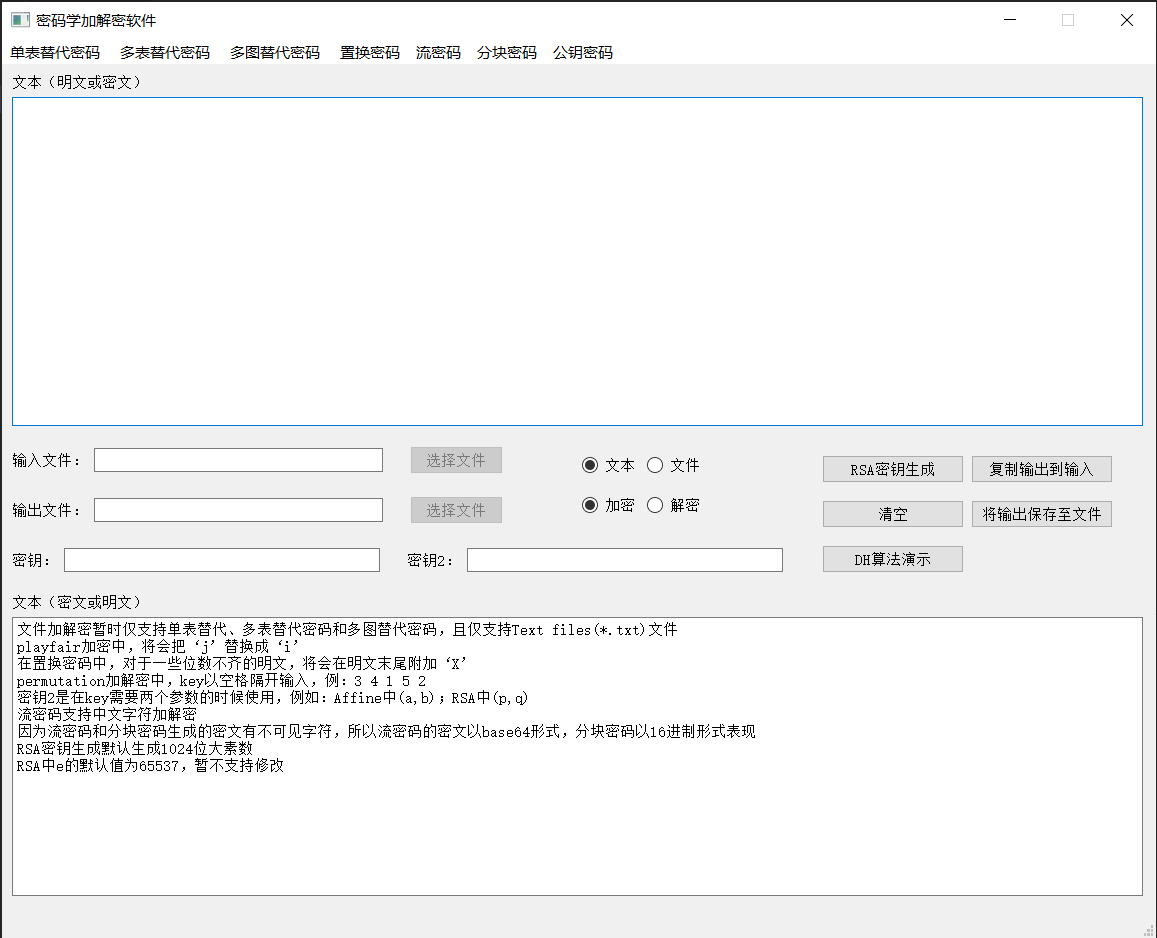 密码学加解密软件
单表替代密码 多表替代密码 多图替代密码 置换密码 流密码 分块密码 公钥密码
文本（明文或密文）
输入文件： 选择文件 文本 文件 RSA密钥生成 复制输出到输入
输出文件： 选择文件 加密 解密 清空 将输出保存至文件
密钥： 密钥2： DH算法演示
文本（密文或明文）
文件加解密暂时仅支持单表替代、多表替代密码和多图替代密码，且仅支持Text files(*.txt)文件
playfair加密中，将会把‘j’替换成‘i’
在置换密码中，对于一些位数不齐的明文，将会在明文末尾附加‘X’
permutation加解密中，key以空格隔开输入，例：3 4 1 5 2
密钥2是在key需要两个参数的时候使用，例如：Affine中(a,b)；RSA中(p,q)
流密码支持中文字符加解密
因为流密码和分块密码生成的密文有不可见字符，所以流密码的密文以base64形式，分块密码以16进制形式表现
RSA密钥生成默认生成1024位大素数
RSA中e的默认值为65537，暂不支持修改